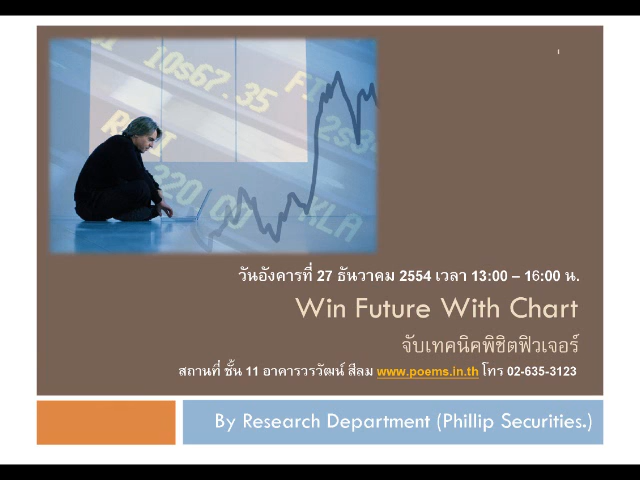 10s67.35
1
วันอังคารที่ 27 ธันวาคม 2554 เวลา 13:00 – 16:00 น.
Win Future With Chart
จับเทคนิคพิชิตฟิวเจอร์
สถานที่ ชั้น 11 อาคารวรวัฒน์ สีลม www.poems.in.th โทร 02-635-3123
By Research Department (Phillip Securities.)